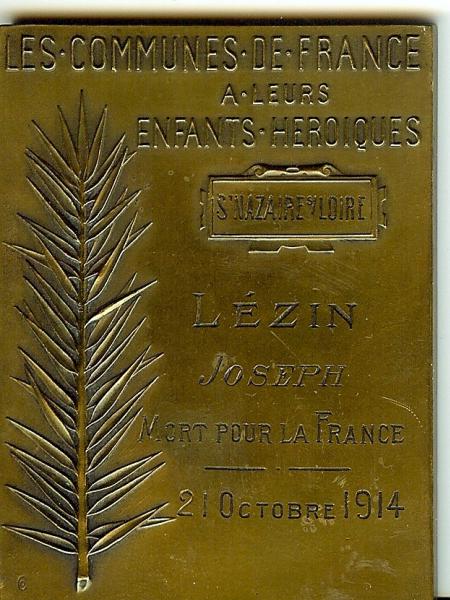 LES·COMMUNES·DE·FRANCE
A·LEURS
ENFANTS·HEROIQUES
S^T NAZAIRE S/ LOIRE
LÉZIN
JOSEPH
MORT POUR LA FRANCE
21 OCTOBRE 1914